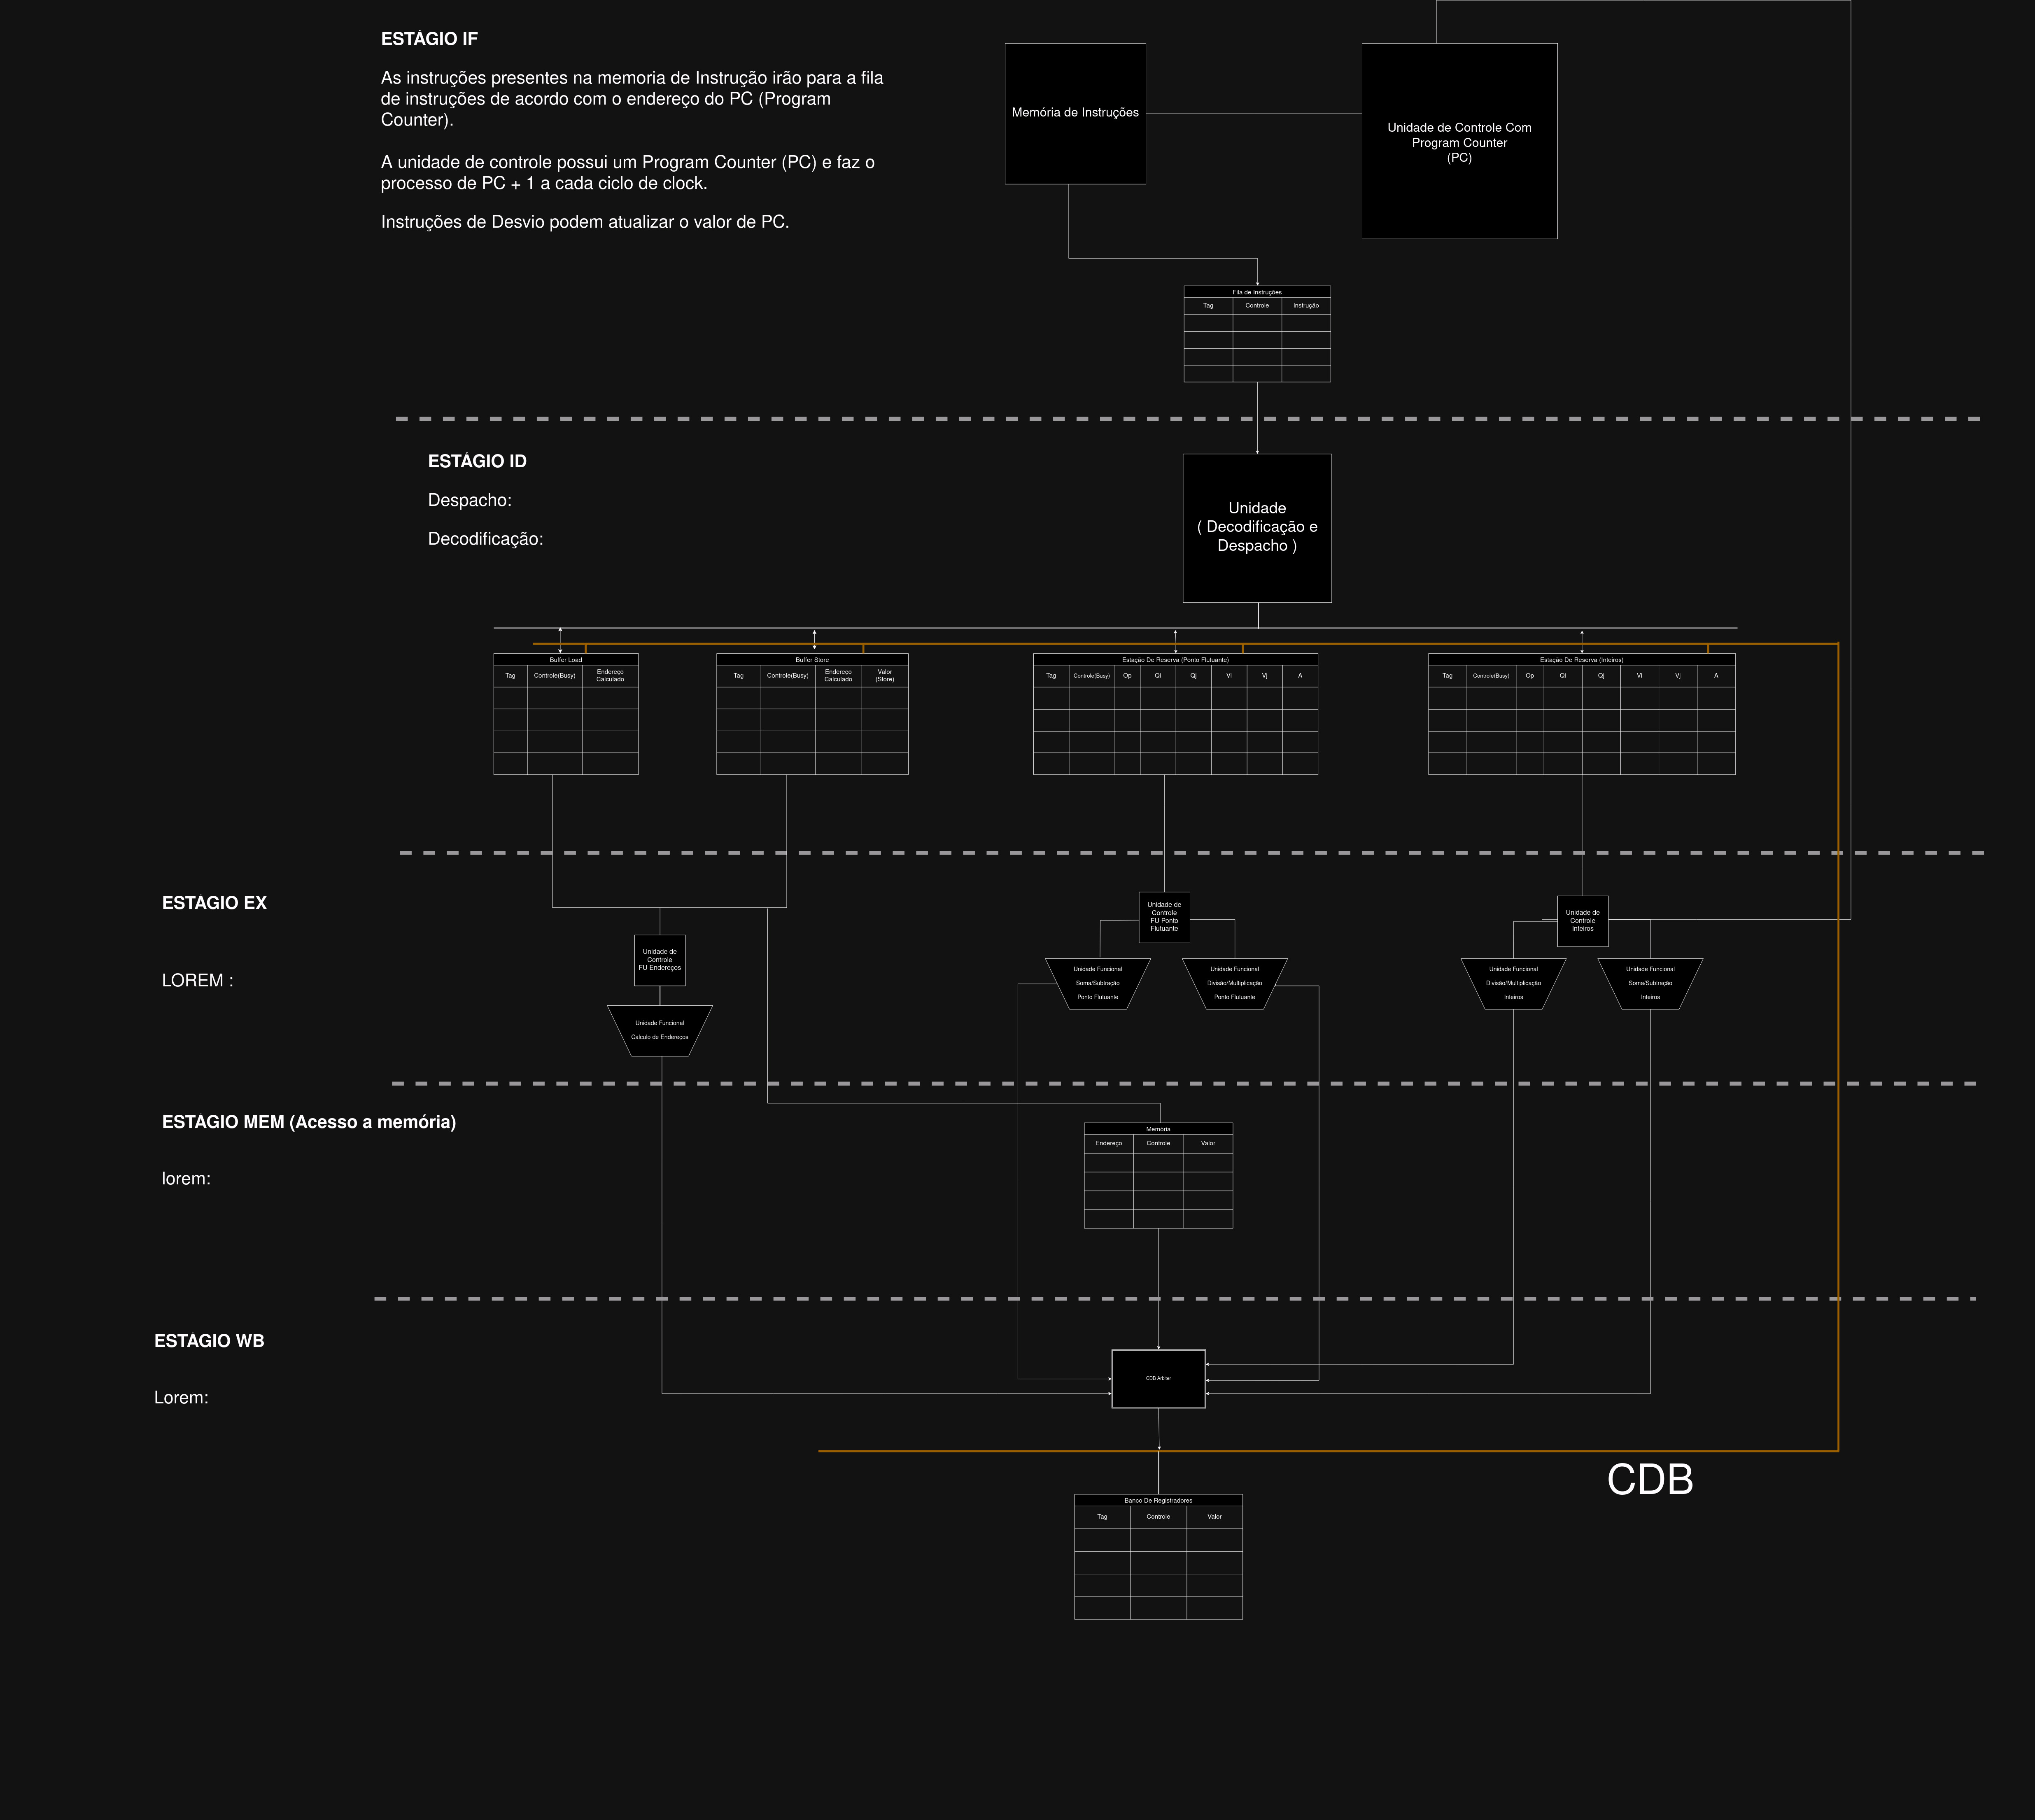 ESTÁGIO IF
As instruções presentes na memoria de Instrução irão para a fila
de instruções de acordo com o endereço do PC (Program
Counter).
A unidade de controle possui um Program Counter (PC) e faz o
processo de PC + 1 a cada ciclo de clock.
Instruções de Desvio podem atualizar o valor de PC.
Memória de Instruções
Unidade de Controle Com
Program Counter
(PC)
Fila de Instruções
Tag Controle Instrução
ESTÁGIO ID
Despacho:
Decodificação:
Unidade
( Decodificação e
Despacho )
Buffer Load
Tag Controle(Busy) Endereço
Calculado
Buffer Store
Tag Controle(Busy) Endereço
Calculado
Valor
(Store)
Estação De Reserva (Ponto Flutuante)
Tag Controle(Busy) Op Qi Qj Vi Vj A
Estação De Reserva (Inteiros)
Tag Controle(Busy) Op Qi Qj Vi Vj A
ESTÁGIO EX
LOREM :
Unidade de
Controle
FU Endereços
Unidade Funcional
Calculo de Endereços
Unidade de
Controle
FU Ponto
Flutuante
Unidade Funcional
Soma/Subtração
Ponto Flutuante
Unidade Funcional
Divisão/Multiplicação
Ponto Flutuante
Unidade de
Controle
Inteiros
Unidade Funcional
Divisão/Multiplicação
Inteiros
Unidade Funcional
Soma/Subtração
Inteiros
ESTÁGIO MEM (Acesso a memória)
lorem:
Memória
Endereço Controle Valor
ESTÁGIO WB
Lorem:
CDB Arbiter
CDB
Banco De Registradores
Tag Controle Valor